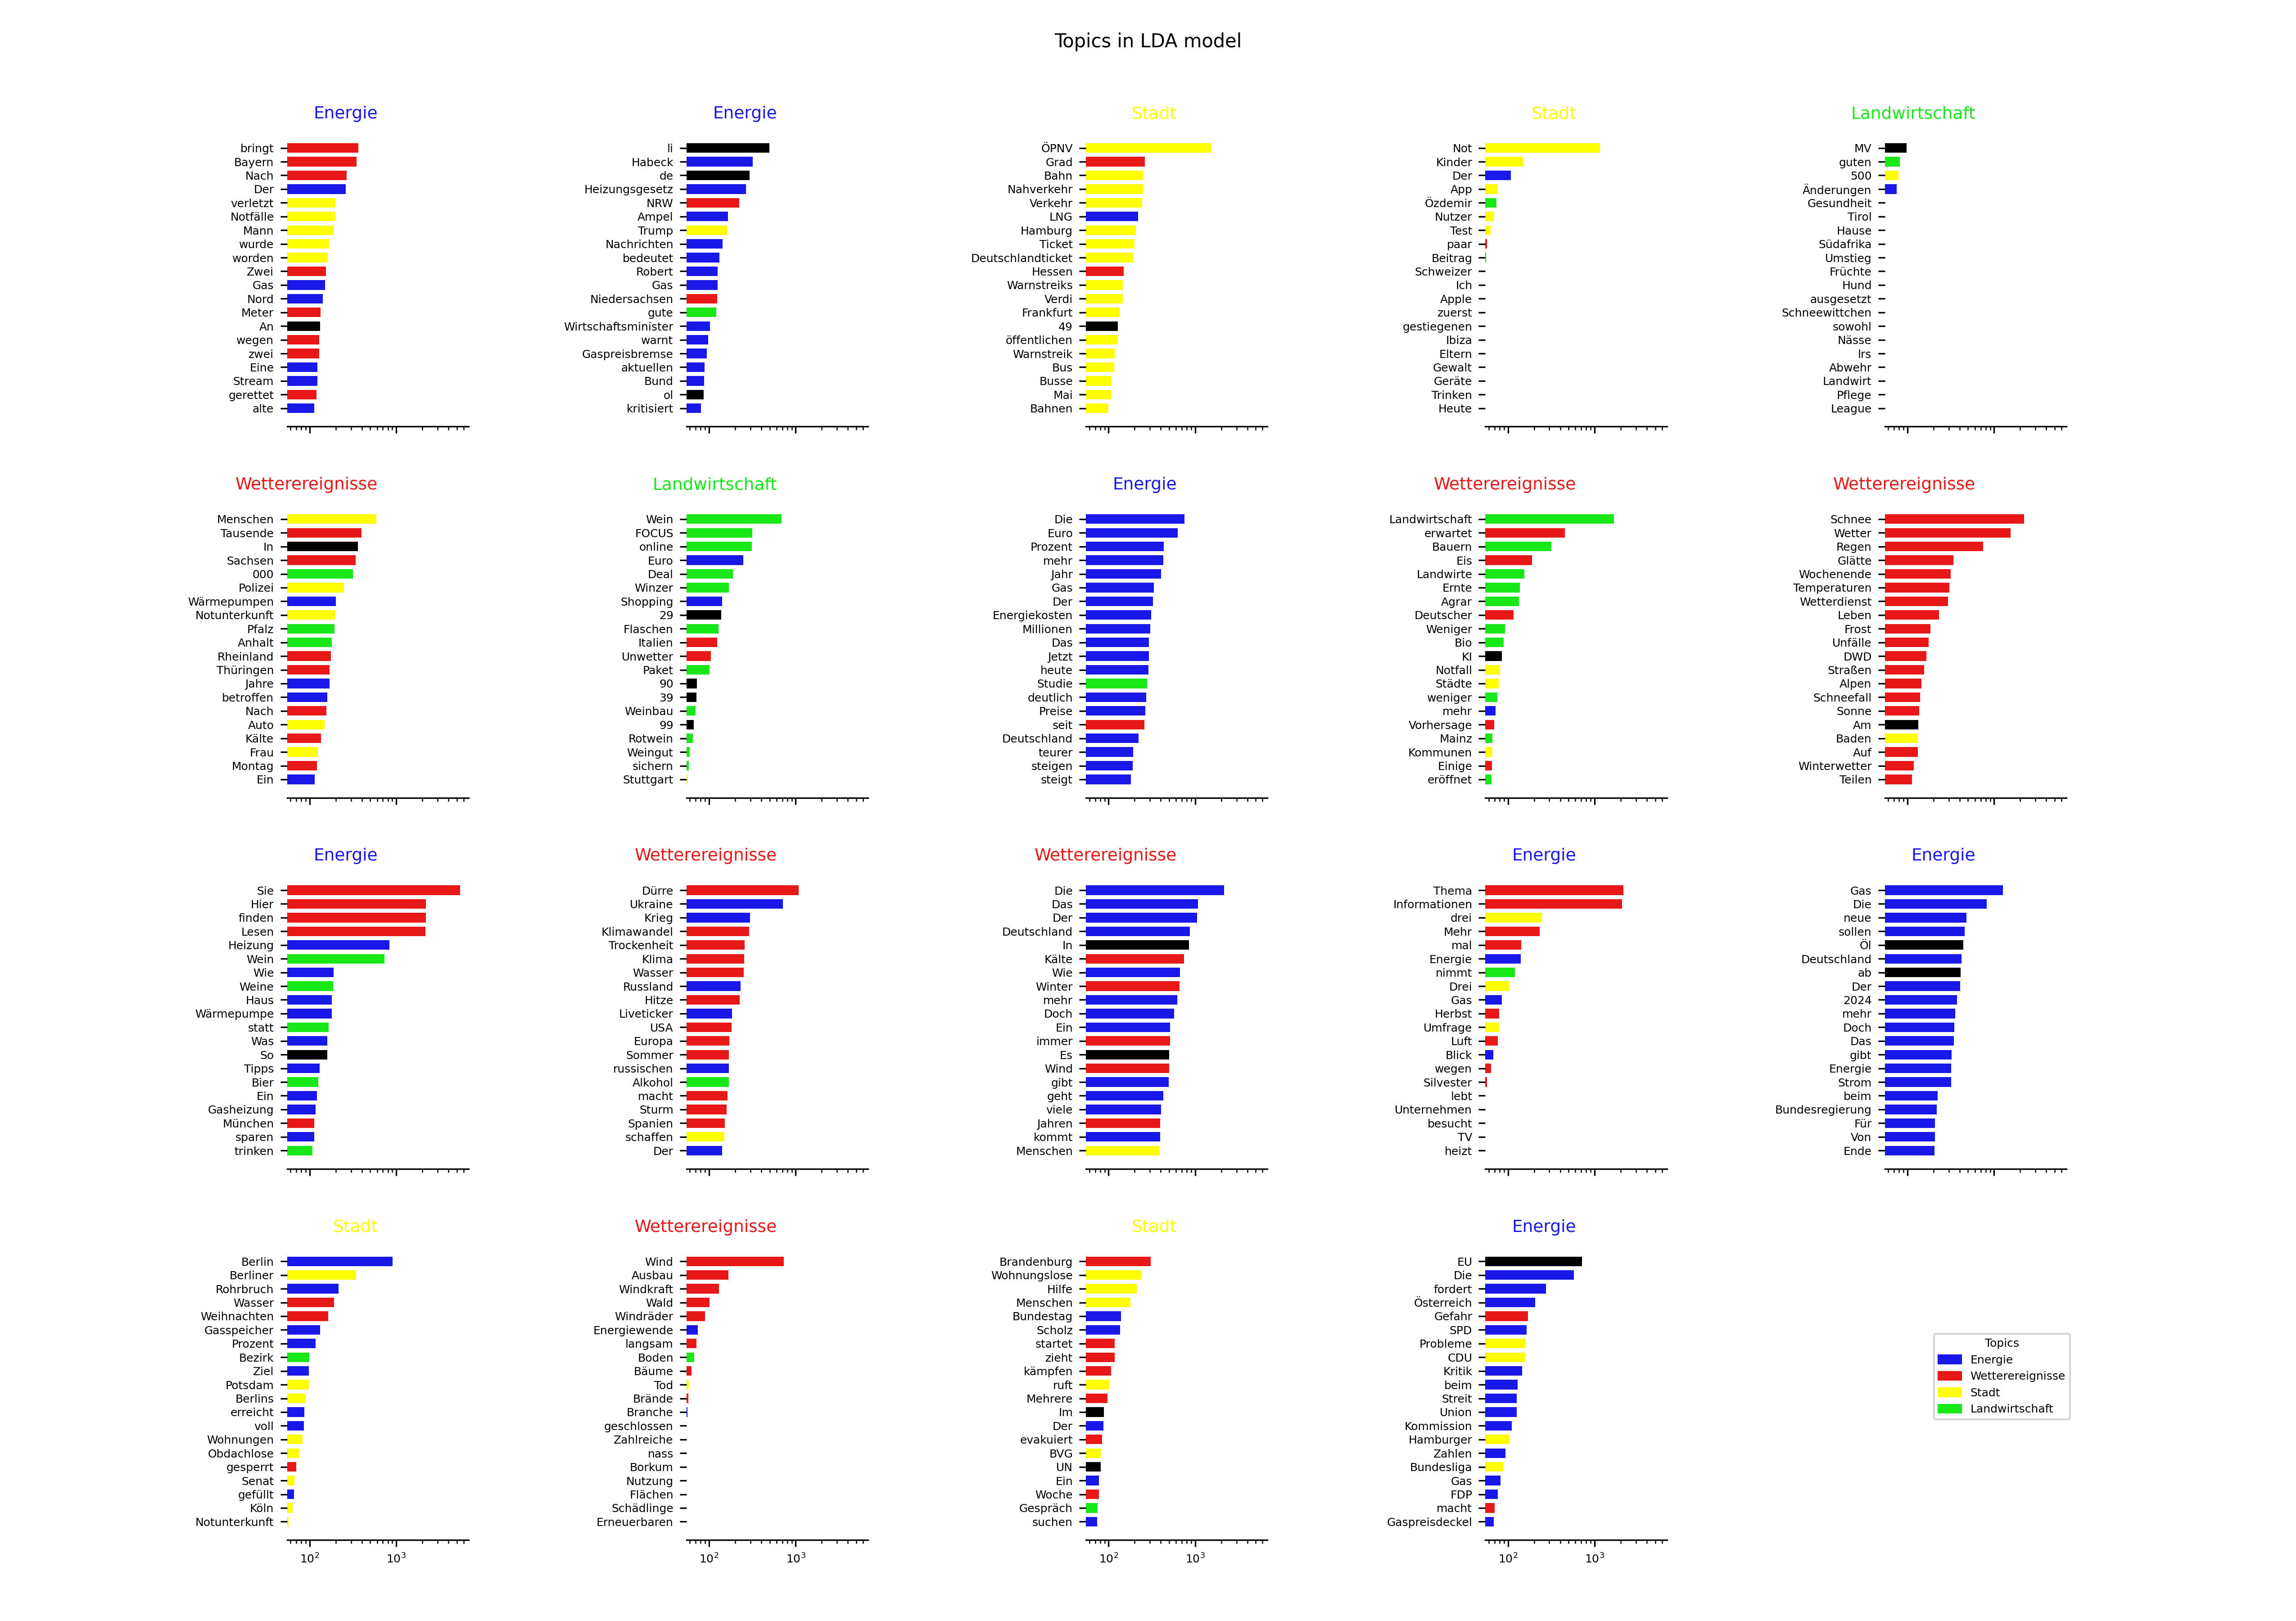 Topics in LDA model
Energie
bringt
Bayern
Nach
Der
verletzt
Notfälle
Mann
wurde
worden
Zwei
Gas
Nord
Meter
An
wegen
zwei
Eine
Stream
gerettet
alte
Energie
li
Habeck
de
Heizungsgesetz
NRW
Ampel
Trump
Nachrichten
bedeutet
Robert
Gas
Niedersachsen
gute
Wirtschaftsminister
warnt
Gaspreisbremse
aktuellen
Bund
ol
kritisiert
Stadt
ÖPNV
Grad
Bahn
Nahverkehr
Verkehr
LNG
Hamburg
Ticket
Deutschlandticket
Hessen
Warnstreiks
Verdi
Frankfurt
49
öffentlichen
Warnstreik
Bus
Busse
Mai
Bahnen
Stadt
Not
Kinder
Der
App
Özdemir
Nutzer
Test
paar
Beitrag
Schweizer
Ich
Apple
zuerst
gestiegenen
Ibiza
Eltern
Gewalt
Geräte
Trinken
Heute
Landwirtschaft
MV
guten
500
Änderungen
Gesundheit
Tirol
Hause
Südafrika
Umstieg
Früchte
Hund
ausgesetzt
Schneewittchen
sowohl
Nässe
Irs
Abwehr
Landwirt
Pflege
League
Wetterereignisse
Menschen
Tausende
In
Sachsen
000
Polizei
Wärmepumpen
Notunterkunft
Pfalz
Anhalt
Rheinland
Thüringen
Jahre
betroffen
Nach
Auto
Kälte
Frau
Montag
Ein
Landwirtschaft
Wein
FOCUS
online
Euro
Deal
Winzer
Shopping
29
Flaschen
Italien
Unwetter
Paket
90
39
Weinbau
99
Rotwein
Weingut
sichern
Stuttgart
Energie
Die
Euro
Prozent
mehr
Jahr
Gas
Der
Energiekosten
Millionen
Das
Jetzt
heute
Studie
deutlich
Preise
seit
Deutschland
teurer
steigen
steigt
Wetterereignisse
Landwirtschaft
erwartet
Bauern
Eis
Landwirte
Ernte
Agrar
Deutscher
Weniger
Bio
KI
Notfall
Städte
weniger
mehr
Vorhersage
Mainz
Kommunen
Einige
eröffnet
Wetterereignisse
Schnee
Wetter
Regen
Glätte
Wochenende
Temperaturen
Wetterdienst
Leben
Frost
Unfälle
DWD
Straßen
Alpen
Schneefall
Sonne
Am
Baden
Auf
Winterwetter
Teilen
Energie
Sie
Hier
finden
Lesen
Heizung
Wein
Wie
Weine
Haus
Wärmepumpe
statt
Was
So
Tipps
Bier
Ein
Gasheizung
München
sparen
trinken
Wetterereignisse
Dürre
Ukraine
Krieg
Klimawandel
Trockenheit
Klima
Wasser
Russland
Hitze
Liveticker
USA
Europa
Sommer
russischen
Alkohol
macht
Sturm
Spanien
schaffen
Der
Wetterereignisse
Die
Das
Der
Deutschland
In
Kälte
Wie
Winter
mehr
Doch
Ein
immer
Es
Wind
gibt
geht
viele
Jahren
kommt
Menschen
Energie
Thema
Informationen
drei
Mehr
mal
Energie
nimmt
Drei
Gas
Herbst
Umfrage
Luft
Blick
wegen
Silvester
lebt
Unternehmen
besucht
TV
heizt
Energie
Gas
Die
neue
sollen
Öl
Deutschland
ab
Der
2024
mehr
Doch
Das
gibt
Energie
Strom
beim
Bundesregierung
Für
Von
Ende
Stadt
Berlin
Berliner
Rohrbruch
Wasser
Weihnachten
Gasspeicher
Prozent
Bezirk
Ziel
Potsdam
Berlins
erreicht
voll
Wohnungen
Obdachlose
gesperrt
Senat
gefüllt
Köln
Notunterkunft
10² 10³
Wetterereignisse
Wind
Ausbau
Windkraft
Wald
Windräder
Energiewende
langsam
Boden
Bäume
Tod
Brände
Branche
geschlossen
Zahlreiche
nass
Borkum
Nutzung
Flächen
Schädlinge
Erneuerbaren
10² 10³
Stadt
Brandenburg
Wohnungslose
Hilfe
Menschen
Bundestag
Scholz
startet
zieht
kämpfen
ruft
Mehrere
Im
Der
evakuiert
BVG
UN
Ein
Woche
Gespräch
suchen
10² 10³
Energie
EU
Die
fordert
Österreich
Gefahr
SPD
Probleme
CDU
Kritik
beim
Streit
Union
Kommission
Hamburger
Zahlen
Bundesliga
Gas
FDP
macht
Gaspreisdeckel
10² 10³
Topics
Energie
Wetterereignisse
Stadt
Landwirtschaft